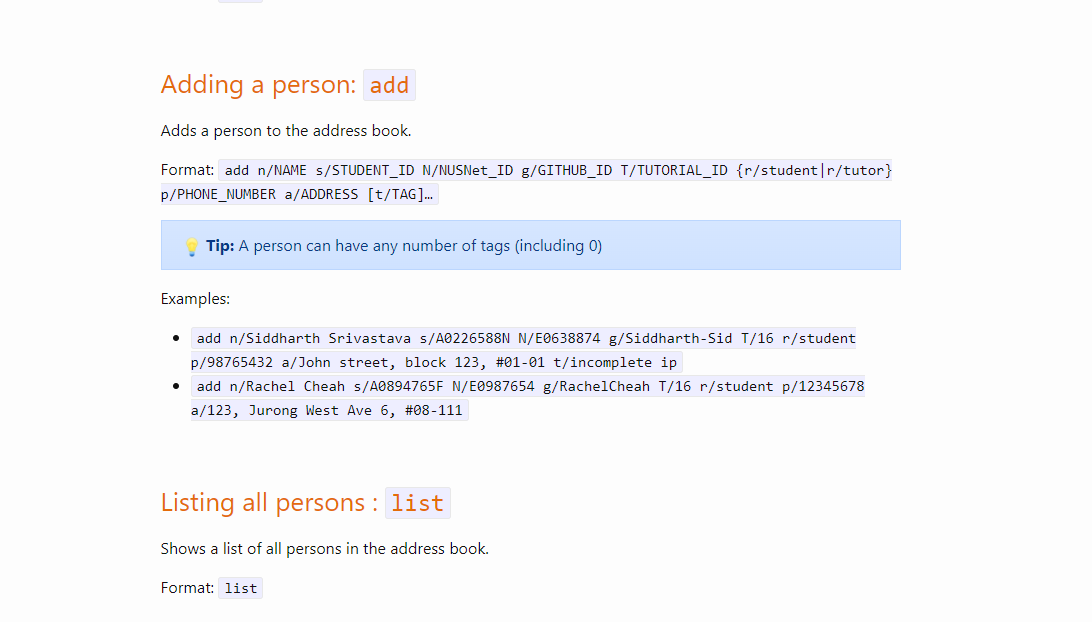 Adding a person: add
Adds a person to the address book.
Format: add n/NAME s/STUDENT_ID N/NUSNet_ID g/GITHUB_ID T/TUTORIAL_ID {r/student|r/tutor}
p/PHONE_NUMBER a/ADDRESS [t/TAG]…
💡 Tip: A person can have any number of tags (including 0)
Examples:
• add n/Siddharth Srivastava s/A0226588N N/E0638874 g/Siddharth-Sid T/16 r/student
p/98765432 a/John street, block 123, #01-01 t/incomplete ip
• add n/Rachel Cheah s/A0894765F N/E0987654 g/RachelCheah T/16 r/student p/12345678
a/123, Jurong West Ave 6, #08-111
Listing all persons : list
Shows a list of all persons in the address book.
Format: list